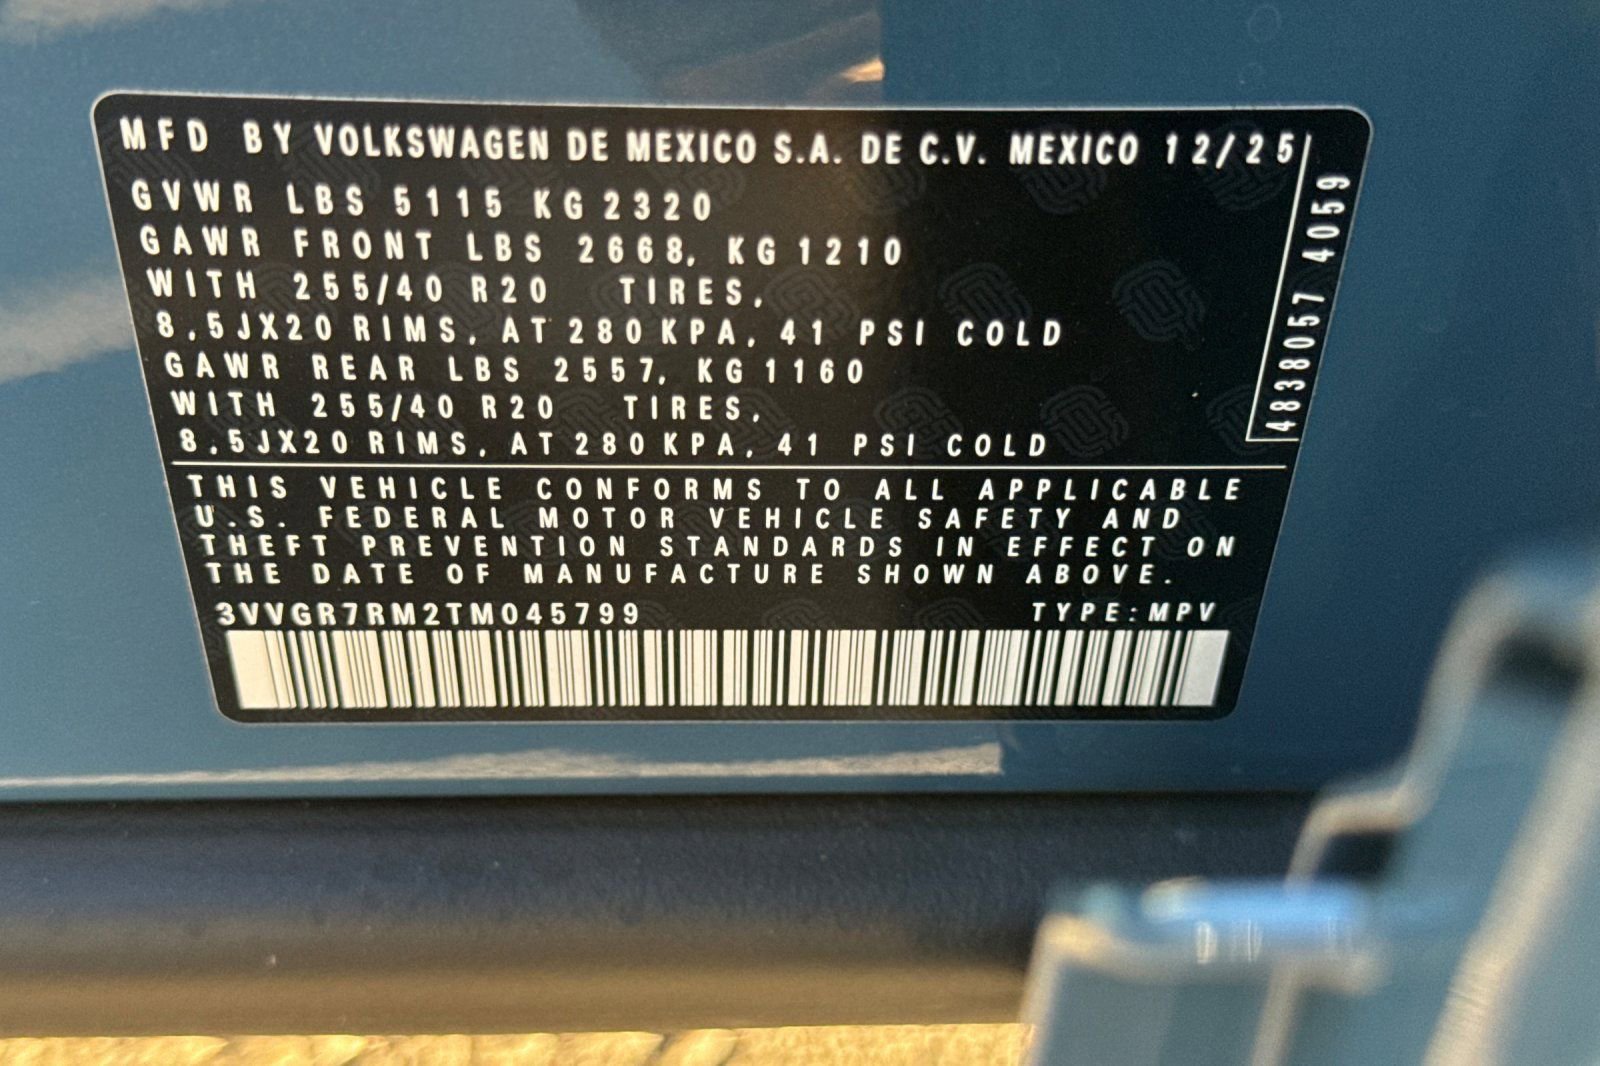 MFD BY VOLKSWAGEN DE MEXICO S.A. DE C.V. MEXICO 12/25
GVWR LBS 5115 KG 2320
GAWR FRONT LBS 2668, KG 1210
WITH 255/40 R20 TIRES,
8,5JX20 RIMS, AT 280 KPA, 41 PSI COLD
GAWR REAR LBS 2557, KG 1160
WITH 255/40 R20 TIRES,
8,5JX20 RIMS, AT 280 KPA, 41 PSI COLD
4838057 4059
THIS VEHICLE CONFORMS TO ALL APPLICABLE
U.S. FEDERAL MOTOR VEHICLE SAFETY AND
THEFT PREVENTION STANDARDS IN EFFECT ON
THE DATE OF MANUFACTURE SHOWN ABOVE.
3VVGR7RM2TM045799 TYPE: MPV